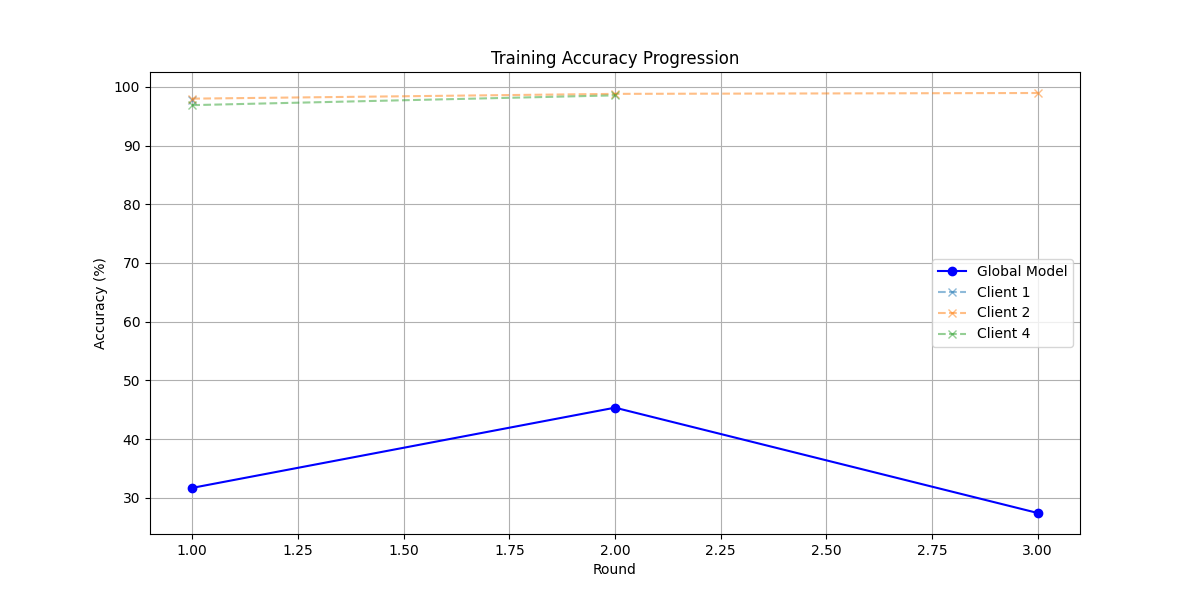 Training Accuracy Progression
Accuracy (%)
100
90
80
70
60
50
40
30
Global Model
Client 1
Client 2
Client 4
1.00 1.25 1.50 1.75 2.00 2.25 2.50 2.75 3.00
Round